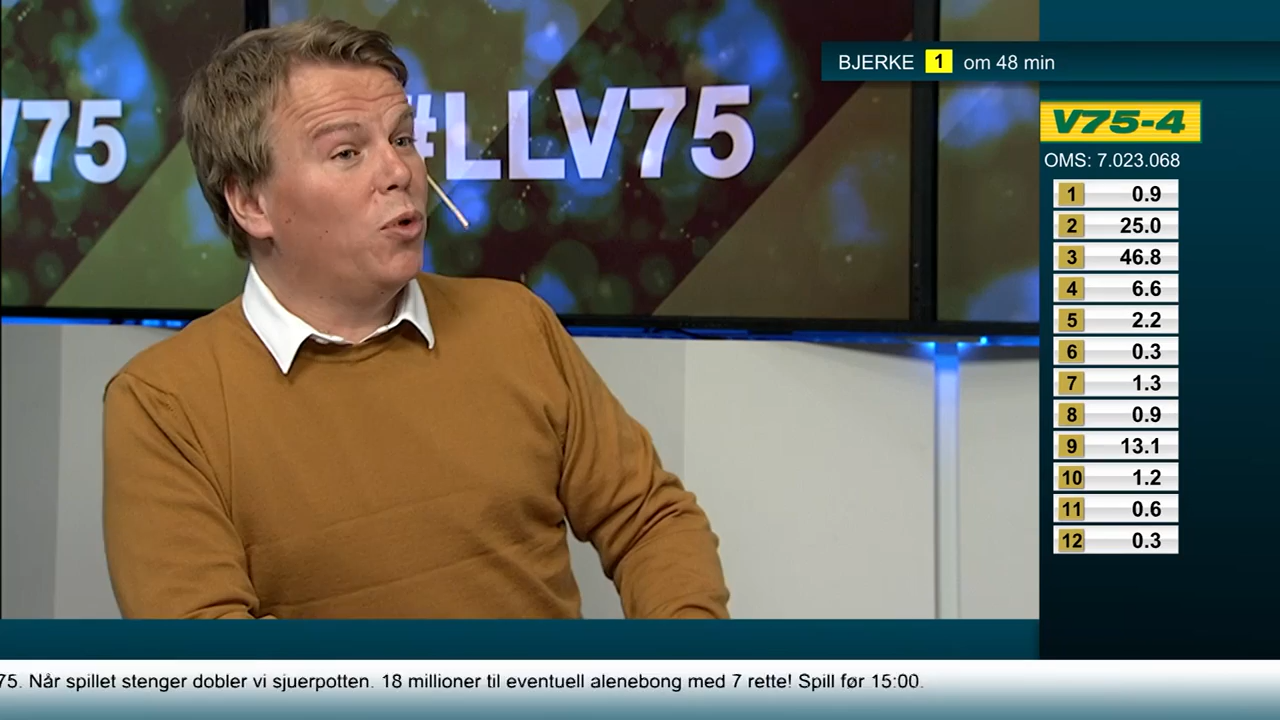 V75
#LLV75
BJERKE 1 om 48 min
V75-4
OMS: 7.023.068
1 0.9
2 25.0
3 46.8
4 6.6
5 2.2
6 0.3
7 1.3
8 0.9
9 13.1
10 1.2
11 0.6
12 0.3
75. Når spillet stenger dobler vi sjuerpotten. 18 millioner til eventuell alenebong med 7 rette! Spill før 15:00.